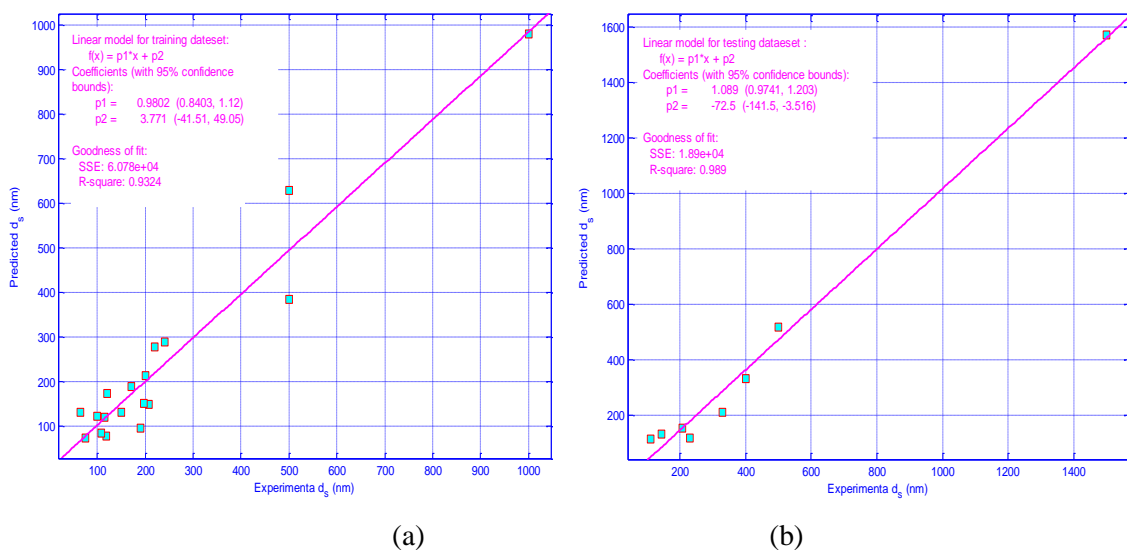 Linear model for training dateset:
f(x) = p1*x + p2
Coefficients (with 95% confidence
bounds):
p1 = 0.9802 (0.8403, 1.12)
p2 = 3.771 (-41.51, 49.05)
Goodness of fit:
SSE: 6.078e+04
R-square: 0.9324
Predicted d_s (nm)
1000
900
800
700
600
500
400
300
200
100
100 200 300 400 500 600 700 800 900 1000
Experimenta d_s (nm)
(a)
Linear model for testing dataeset :
f(x) = p1*x + p2
Coefficients (with 95% confidence bounds):
p1 = 1.089 (0.9741, 1.203)
p2 = -72.5 (-141.5, -3.516)
Goodness of fit:
SSE: 1.89e+04
R-square: 0.989
Predicted d_s (nm)
1600
1400
1200
1000
800
600
400
200
200 400 600 800 1000 1200 1400
Experimenta d_s (nm)
(b)